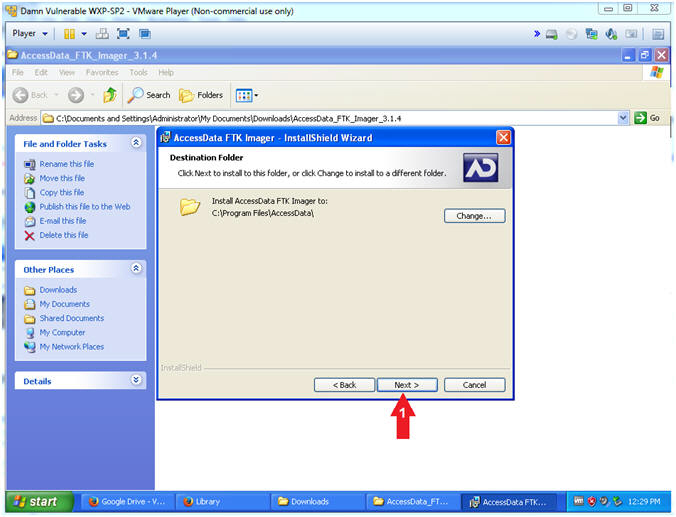 Damn Vulnerable WXP-SP2 - VMware Player (Non-commercial use only)
Player
AccessData_FTK_Imager_3.1.4
File Edit View Favorites Tools Help
Back Search Folders
Address C:\Documents and Settings\Administrator\My Documents\Downloads\AccessData_FTK_Imager_3.1.4 Go
File and Folder Tasks
Rename this file
Move this file
Copy this file
Publish this file to the Web
E-mail this file
Delete this file
Other Places
Downloads
My Documents
Shared Documents
My Computer
My Network Places
Details
AccessData FTK Imager - InstallShield Wizard
Destination Folder
Click Next to install to this folder, or click Change to install to a different folder.
AD
Install AccessData FTK Imager to:
C:\Program Files\AccessData\
Change...
InstallShield
< Back Next > Cancel
1
start Google Drive - V... Library Downloads AccessData_FT... AccessData FTK... 12:29 PM